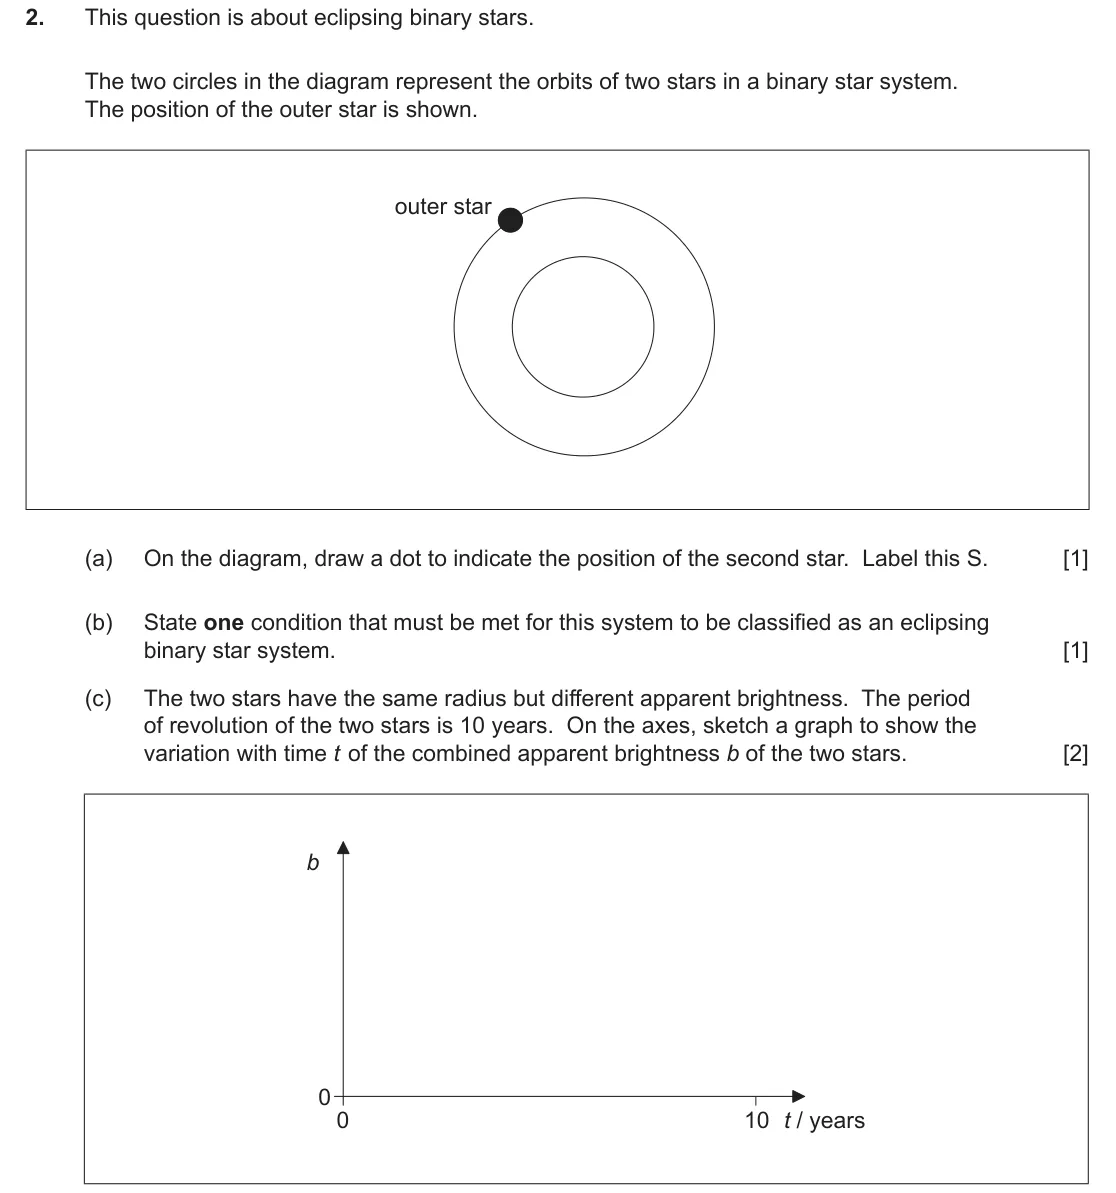 2. This question is about eclipsing binary stars.
The two circles in the diagram represent the orbits of two stars in a binary star system.
The position of the outer star is shown.
outer star
(a) On the diagram, draw a dot to indicate the position of the second star. Label this S. [1]
(b) State one condition that must be met for this system to be classified as an eclipsing
binary star system. [1]
(c) The two stars have the same radius but different apparent brightness. The period
of revolution of the two stars is 10 years. On the axes, sketch a graph to show the
variation with time t of the combined apparent brightness b of the two stars. [2]
b
0
0 10 t / years